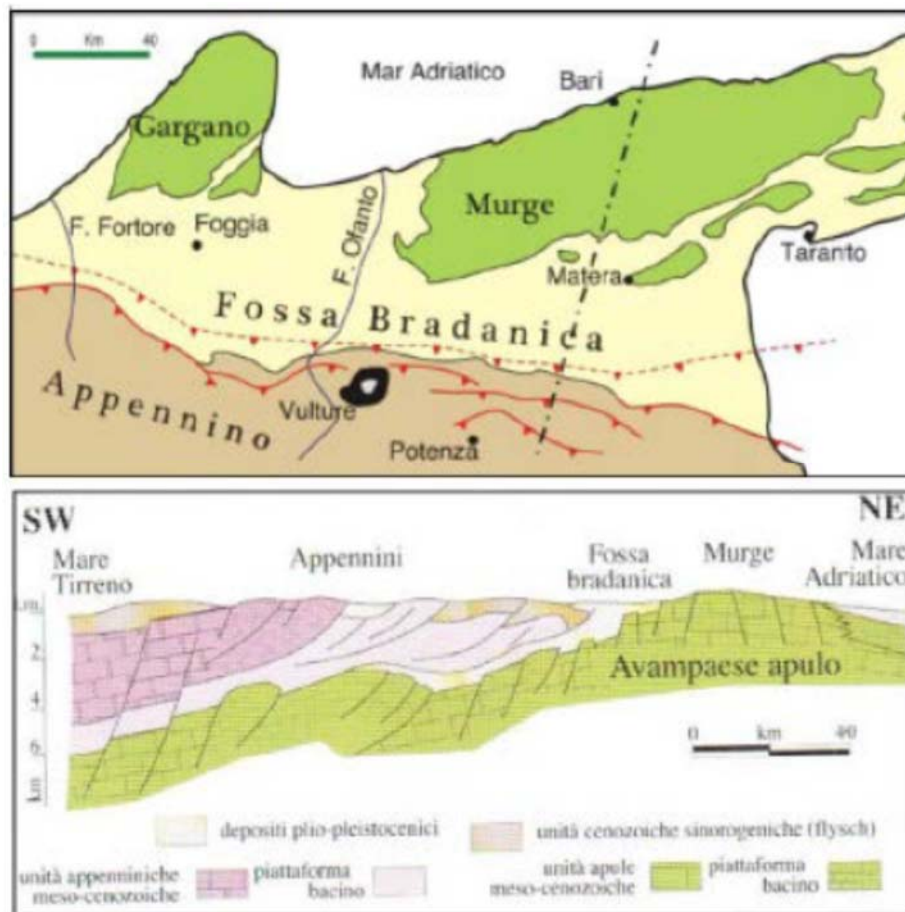 0 Km 40
Mar Adriatico
Bari
Gargano
Murge
F. Fortore
Foggia
F. Ofanto
Matera
Taranto
Fossa Bradanica
Appennino
Vulture
Potenza
SW
NE
Mare
Tirreno
Appennini
Fossa
bradanica
Murge
Mare
Adriatico
km
2
4
6
km
Avampaese apulo
0 km 40
depositi plio-pleistocenici
unità cenozoiche sinorogeniche (flysch)
unità appenniniche
meso-cenozoiche
piattaforma
bacino
unità apule
meso-cenozoiche
piattaforma
bacino